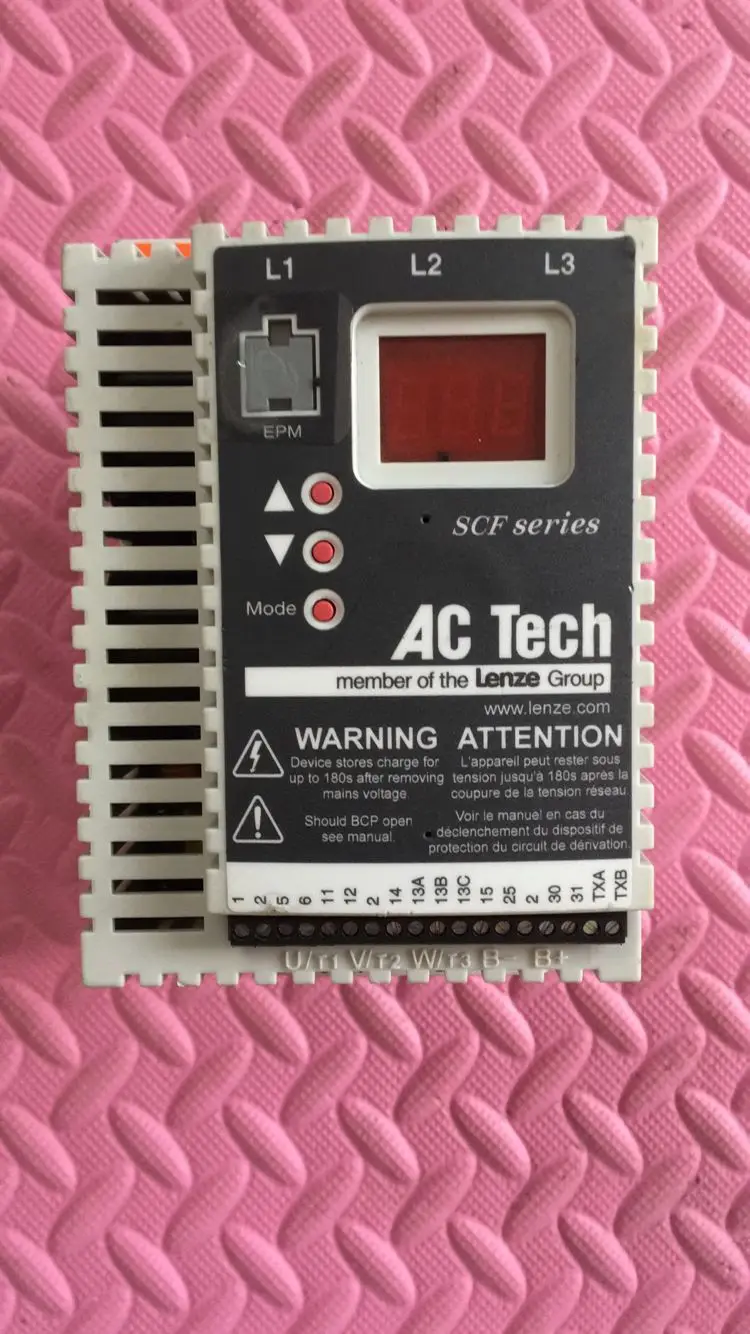 L1 L2 L3
EPM
SCF series
Mode
AC Tech
member of the Lenze Group
www.lenze.com
WARNING
Device stores charge for
up to 180s after removing
mains voltage.
Should BCP open
see manual.
ATTENTION
L'appareil peut rester sous
tension jusqu'à 180s après la
coupure de la tension réseau.
Voir le manuel en cas du
déclenchement du dispositif de
protection du circuit de dérivation.
1 2 5 6 11 12 2 14 13A 13B 13C 15 25 2 30 31 TXA TXB
U/T1 V/T2 W/T3 B- B+